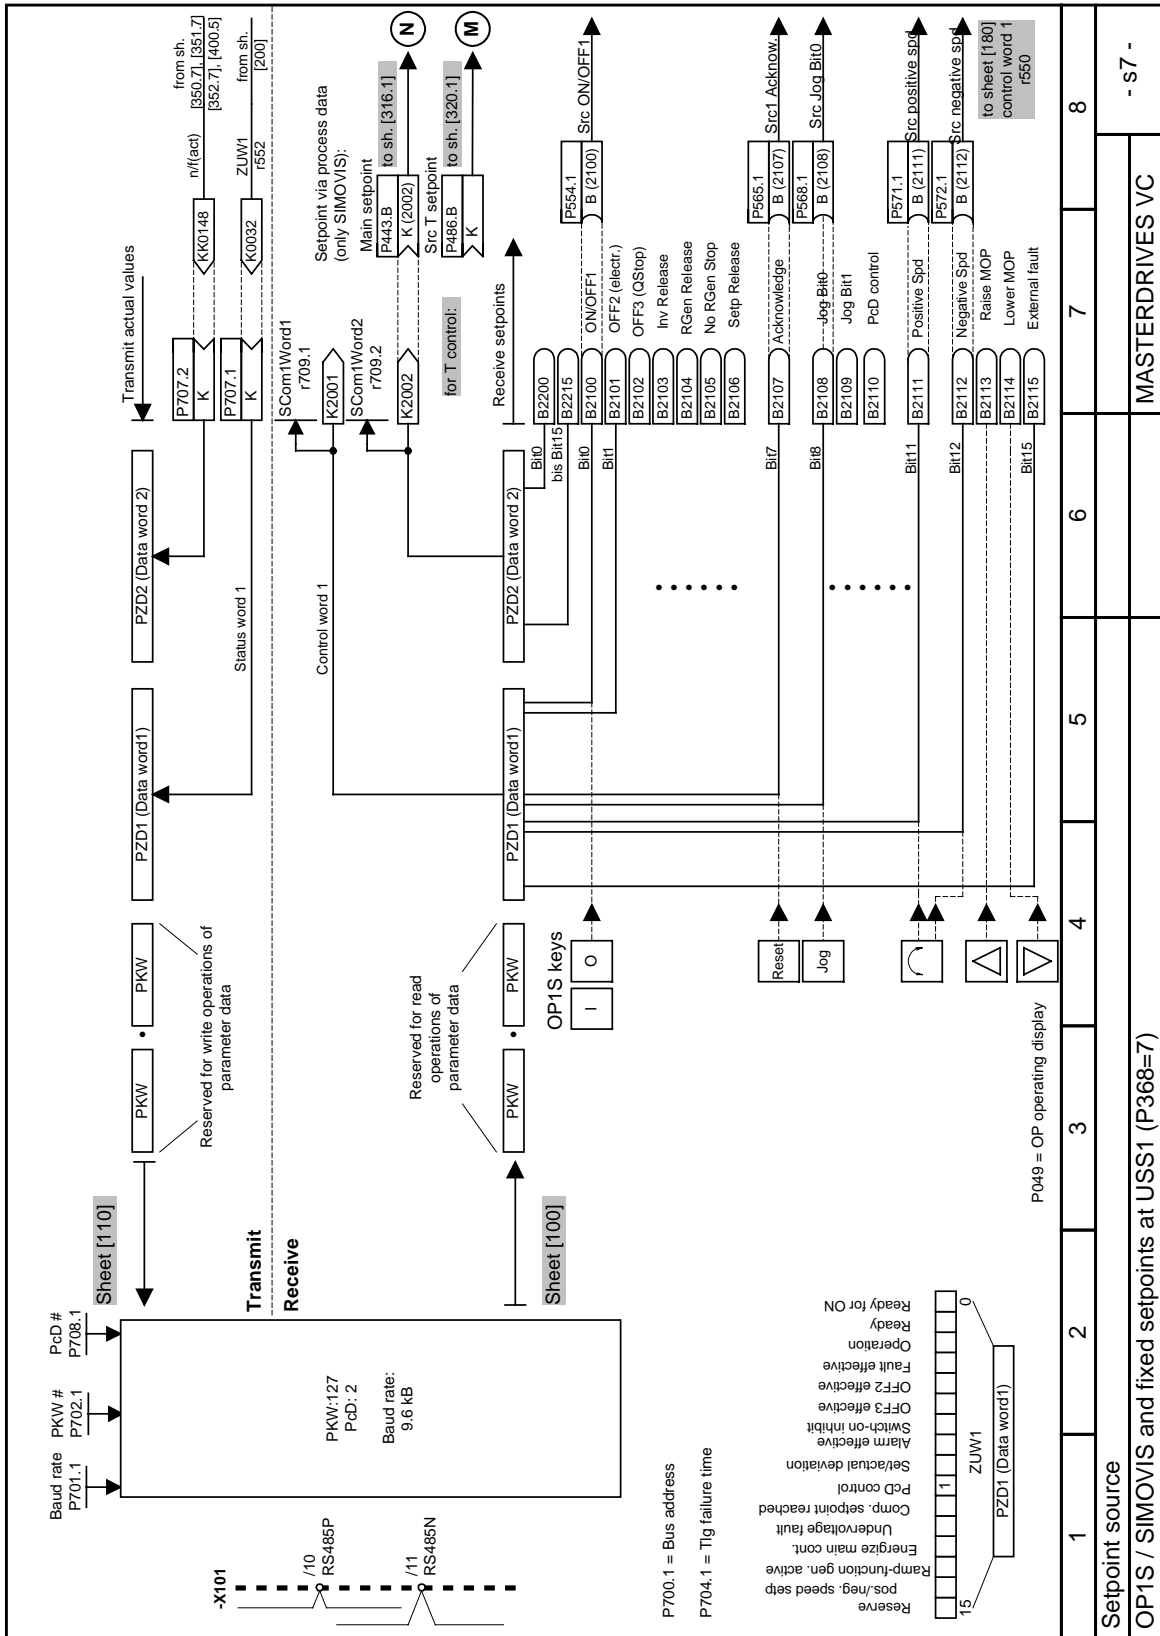 -X101
/10
RS485P
/11
RS485N
Baud rate
P701.1
PKW #
P702.1
PcD #
P708.1
PKW:127
PcD: 2
Baud rate:
9.6 kB
Sheet [110]
Transmit
Receive
Sheet [100]
PKW
PKW
Reserved for write operations of
parameter data
PZD1 (Data word1)
PZD2 (Data word 2)
Status word 1
Transmit actual values
P707.2
K
KK0148
n/f(act)
from sh.
[350.7], [351.7]
[352.7], [400.5]
P707.1
K
K0032
ZUW1
r552
from sh.
[200]
Control word 1
SCom1Word1
r709.1
K2001
SCom1Word2
r709.2
K2002
Setpoint via process data
(only SIMOVIS):
Main setpoint
P443.B
K (2002)
to sh. [316.1]
N
for T control:
Src T setpoint
P486.B
K
to sh. [320.1]
M
Receive setpoints
PKW
PKW
Reserved for read
operations of
parameter data
PZD1 (Data word1)
PZD2 (Data word 2)
Bit0
B2200
bis Bit15
B2215
Bit0
B2100
ON/OFF1
P554.1
B (2100)
Src ON/OFF1
Bit1
B2101
OFF2 (electr.)
B2102
OFF3 (QStop)
B2103
Inv Release
B2104
RGen Release
B2105
No RGen Stop
B2106
Setp Release
Bit7
B2107
Acknowledge
P565.1
B (2107)
Src1 Acknow.
Bit8
B2108
Jog Bit0
P568.1
B (2108)
Src Jog Bit0
B2109
Jog Bit1
B2110
PcD control
Bit11
B2111
Positive Spd
P571.1
B (2111)
Src positive spd
Bit12
B2112
Negative Spd
P572.1
B (2112)
Src negative spd
B2113
Raise MOP
B2114
Lower MOP
Bit15
B2115
External fault
to sheet [180]
control word 1
r550
OP1S keys
I
O
Reset
Jog
P049 = OP operating display
P700.1 = Bus address
P704.1 = Tlg failure time
Reserve
pos./neg. speed setp
Ramp-function gen. active
Energize main cont.
Undervoltage fault
Comp. setpoint reached
PcD control
Set/actual deviation
Alarm effective
Switch-on inhibit
OFF3 effective
OFF2 effective
Fault effective
Operation
Ready
Ready for ON
1
15
0
ZUW1
PZD1 (Data word1)
1 2 3 4 5 6 7 8
Setpoint source
- s7 -
OP1S / SIMOVIS and fixed setpoints at USS1 (P368=7)
MASTERDRIVES VC